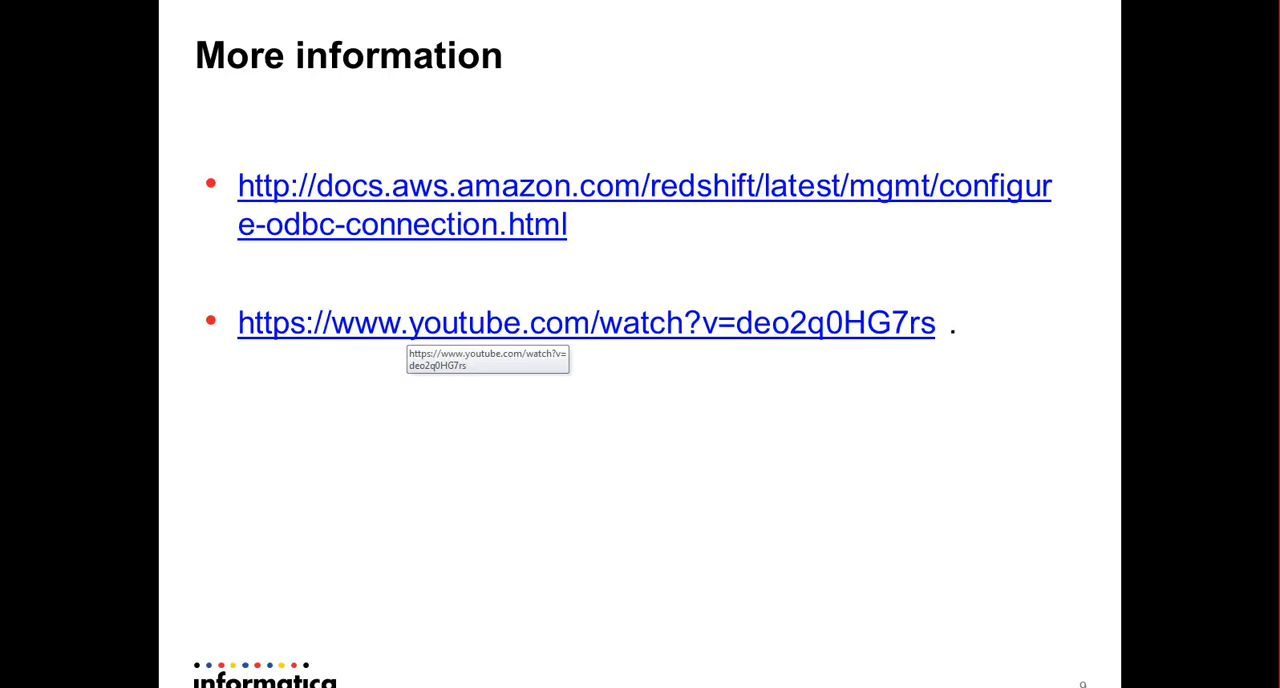 More information
http://docs.aws.amazon.com/redshift/latest/mgmt/configur
e-odbc-connection.html
https://www.youtube.com/watch?v=deo2q0HG7rs .
https://www.youtube.com/watch?v=
deo2q0HG7rs
informatica
9